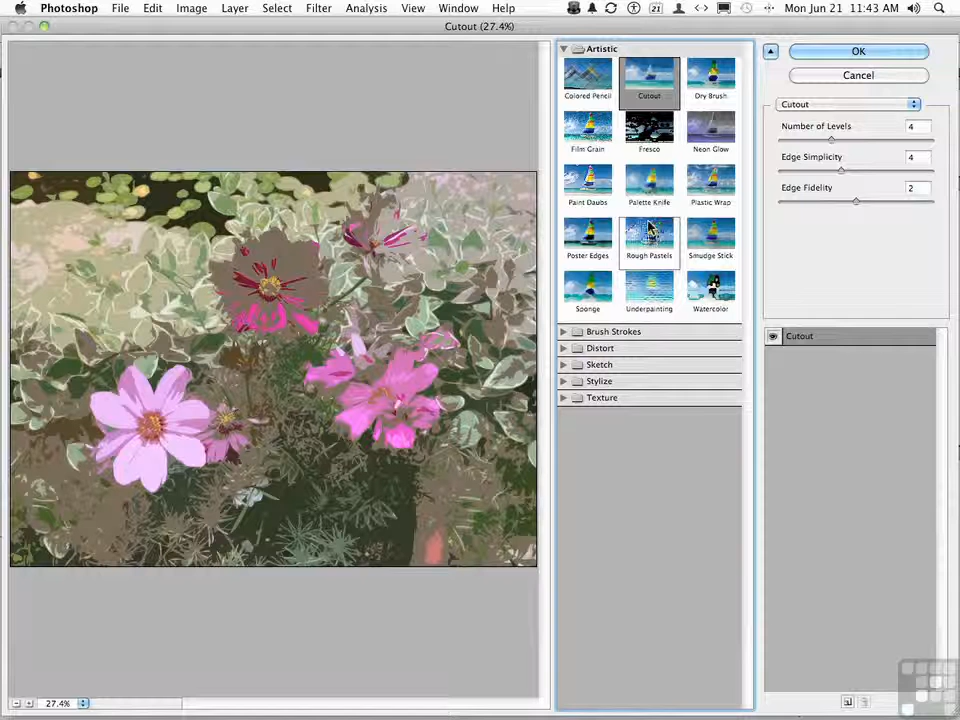 Photoshop File Edit Image Layer Select Filter Analysis View Window Help 21 Mon Jun 21 11:43 AM
Cutout (27.4%)
Artistic
Colored Pencil Cutout Dry Brush
Film Grain Fresco Neon Glow
Paint Daubs Palette Knife Plastic Wrap
Poster Edges Rough Pastels Smudge Stick
Sponge Underpainting Watercolor
Brush Strokes
Distort
Sketch
Stylize
Texture
OK
Cancel
Cutout
Number of Levels 4
Edge Simplicity 4
Edge Fidelity 2
Cutout
27.4%